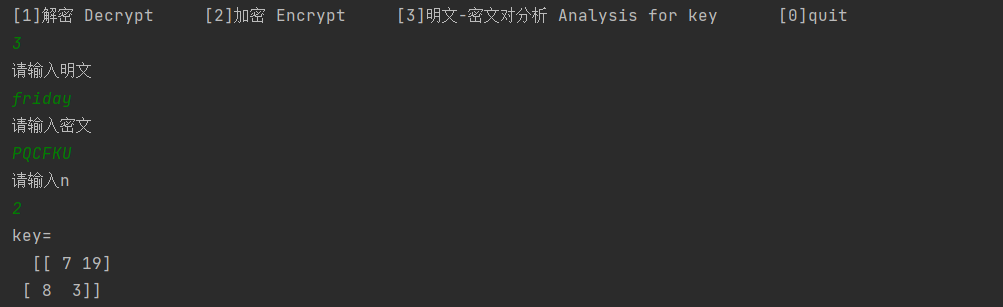 [1]解密 Decrypt     [2]加密 Encrypt     [3]明文-密文对分析 Analysis for key      [0]quit
3
请输入明文
friday
请输入密文
PQCFKU
请输入n
2
key=
  [[ 7 19]
 [ 8  3]]